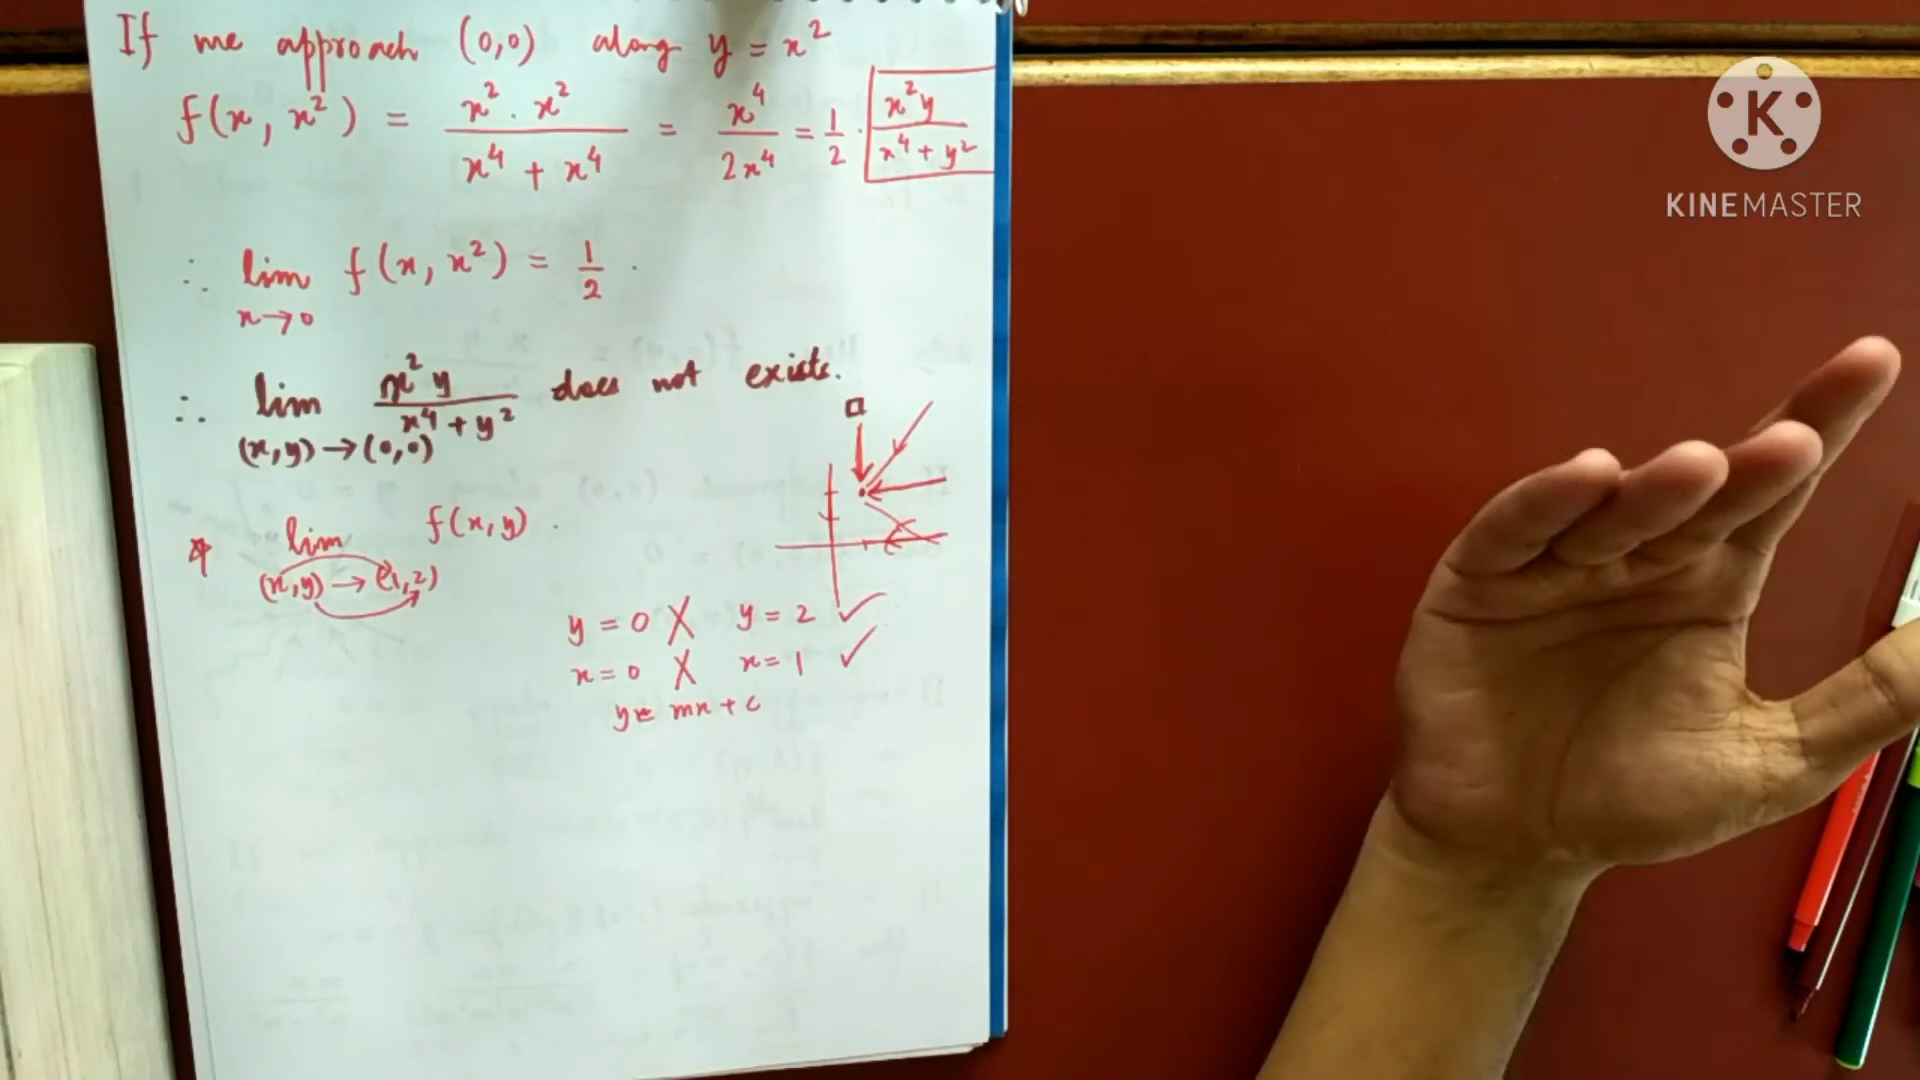 If we approach (0,0) along y = x²
f(x, x²) = x² . x² / x⁴ + x⁴ = x⁴ / 2x⁴ = 1/2 . x²y / x⁴ + y²
∴ lim x→0 f(x, x²) = 1/2 .
∴ lim (x,y)→(0,0) x²y / x⁴ + y² does not exists.
* lim (x,y)→(1,2) f(x,y) .
y = 0 X y = 2 ✓
x = 0 X x = 1 ✓
y = mx + c
KINEMASTER